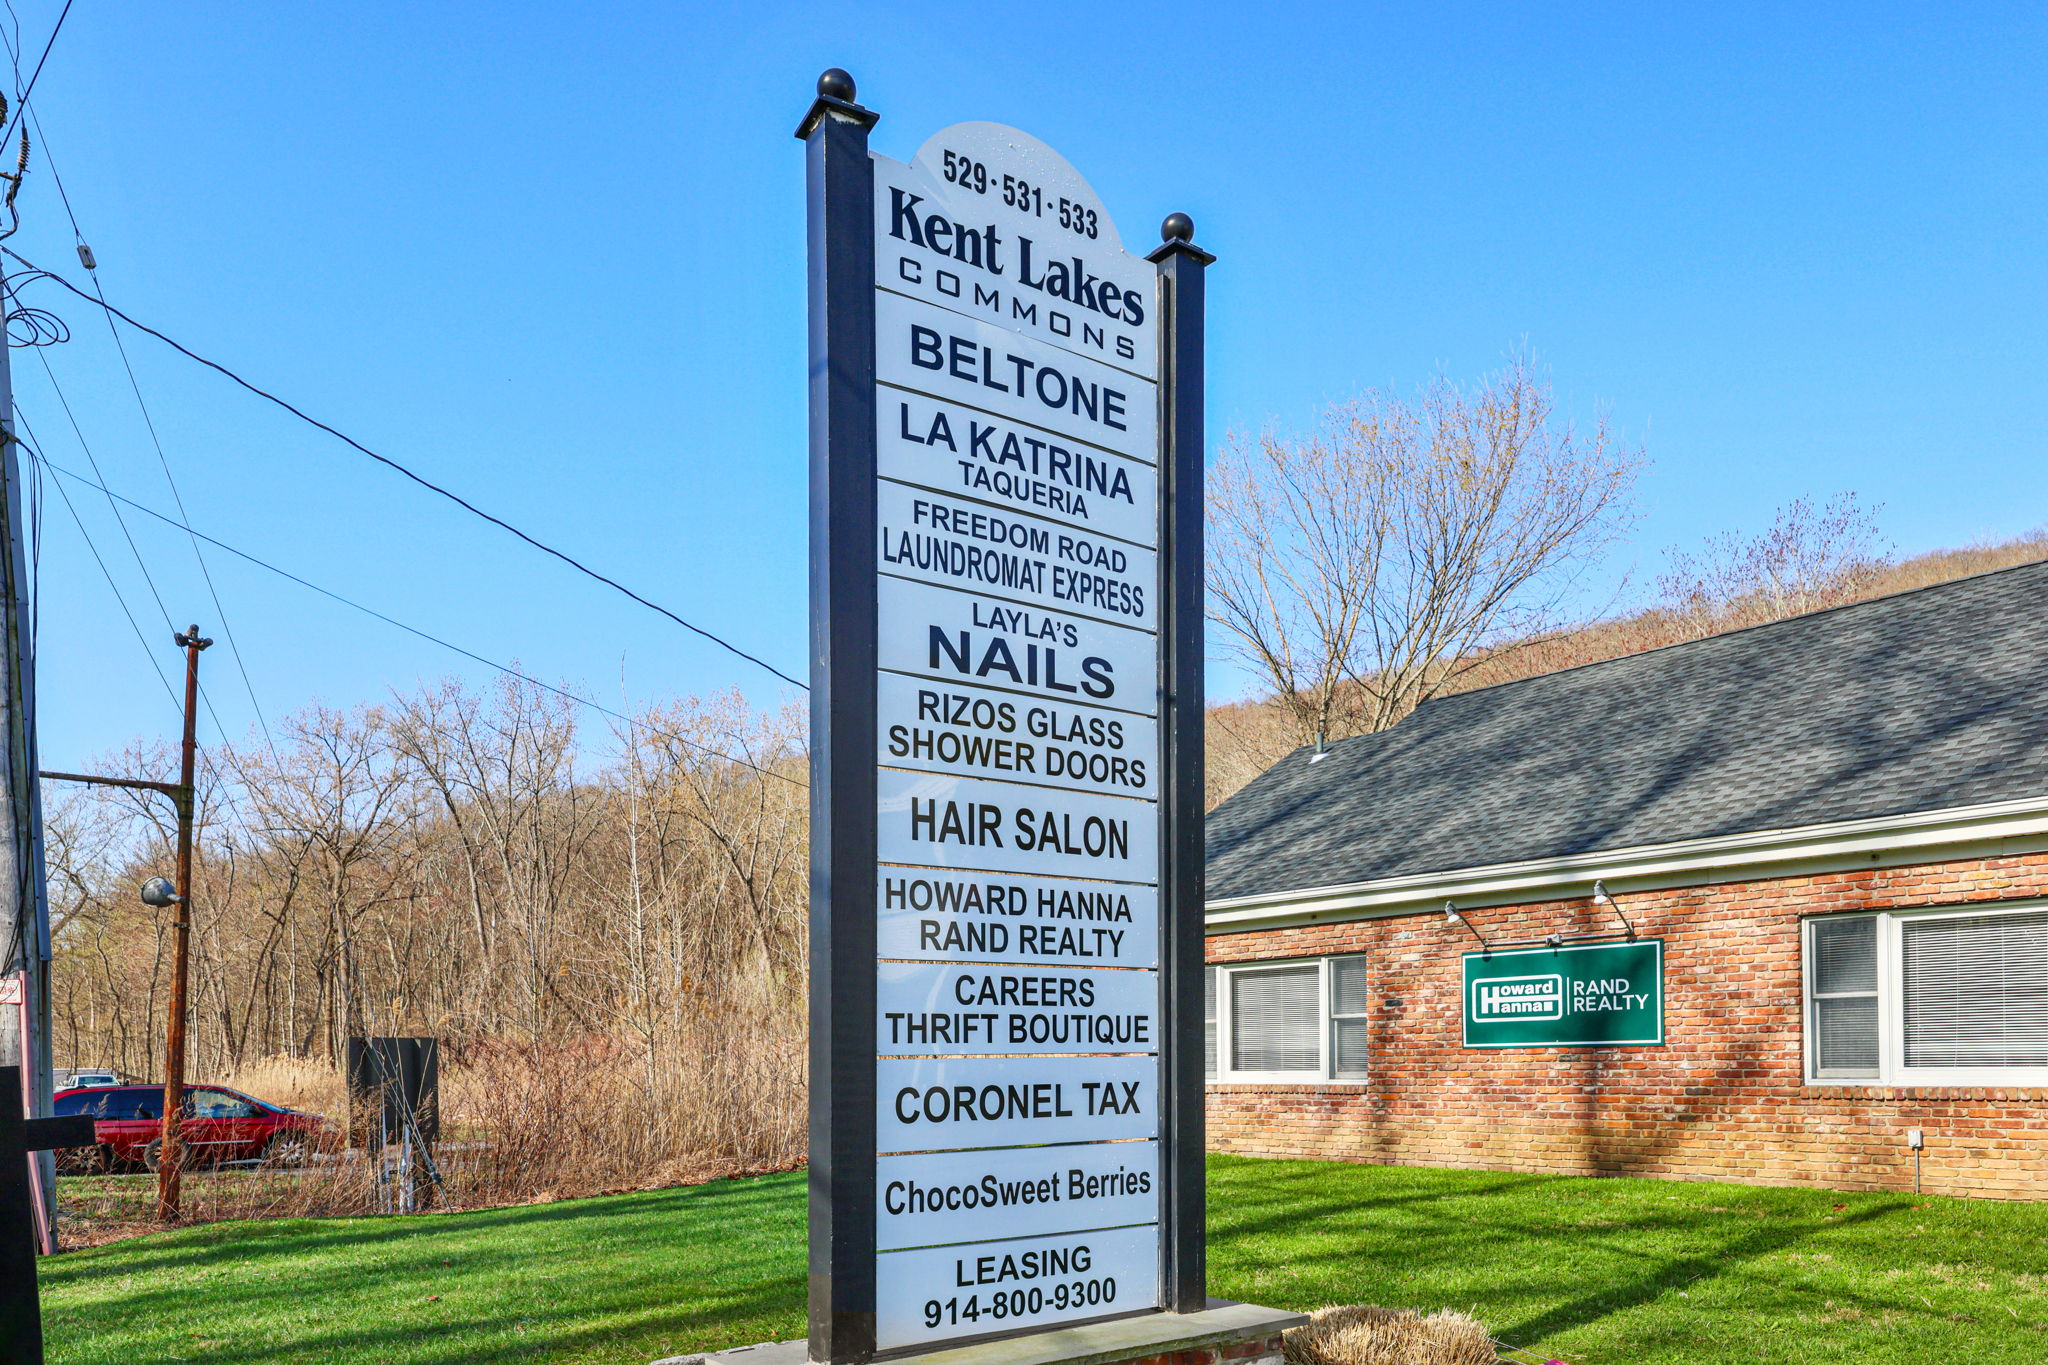 529·531·533
Kent Lakes
COMMONS
BELTONE
LA KATRINA
TAQUERIA
FREEDOM ROAD
LAUNDROMAT EXPRESS
LAYLA'S
NAILS
RIZOS GLASS
SHOWER DOORS
HAIR SALON
HOWARD HANNA
RAND REALTY
CAREERS
THRIFT BOUTIQUE
CORONEL TAX
ChocoSweet Berries
LEASING
914-800-9300
Howard
Hanna
RAND
REALTY